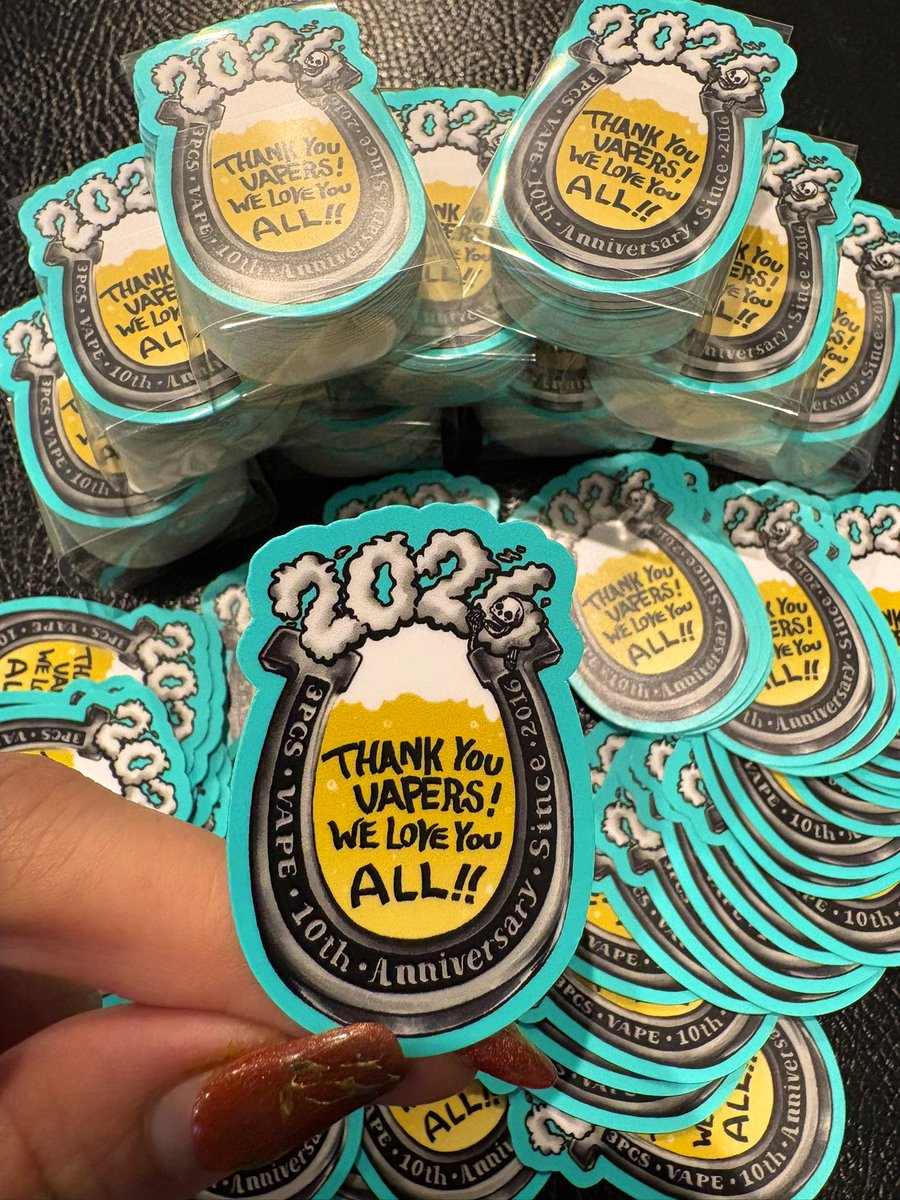 2026
THANK YOU
VAPERS!
WE LOVE YOU
ALL!!
3PCS · VAPE · 10th · Anniversary · Since · 2016